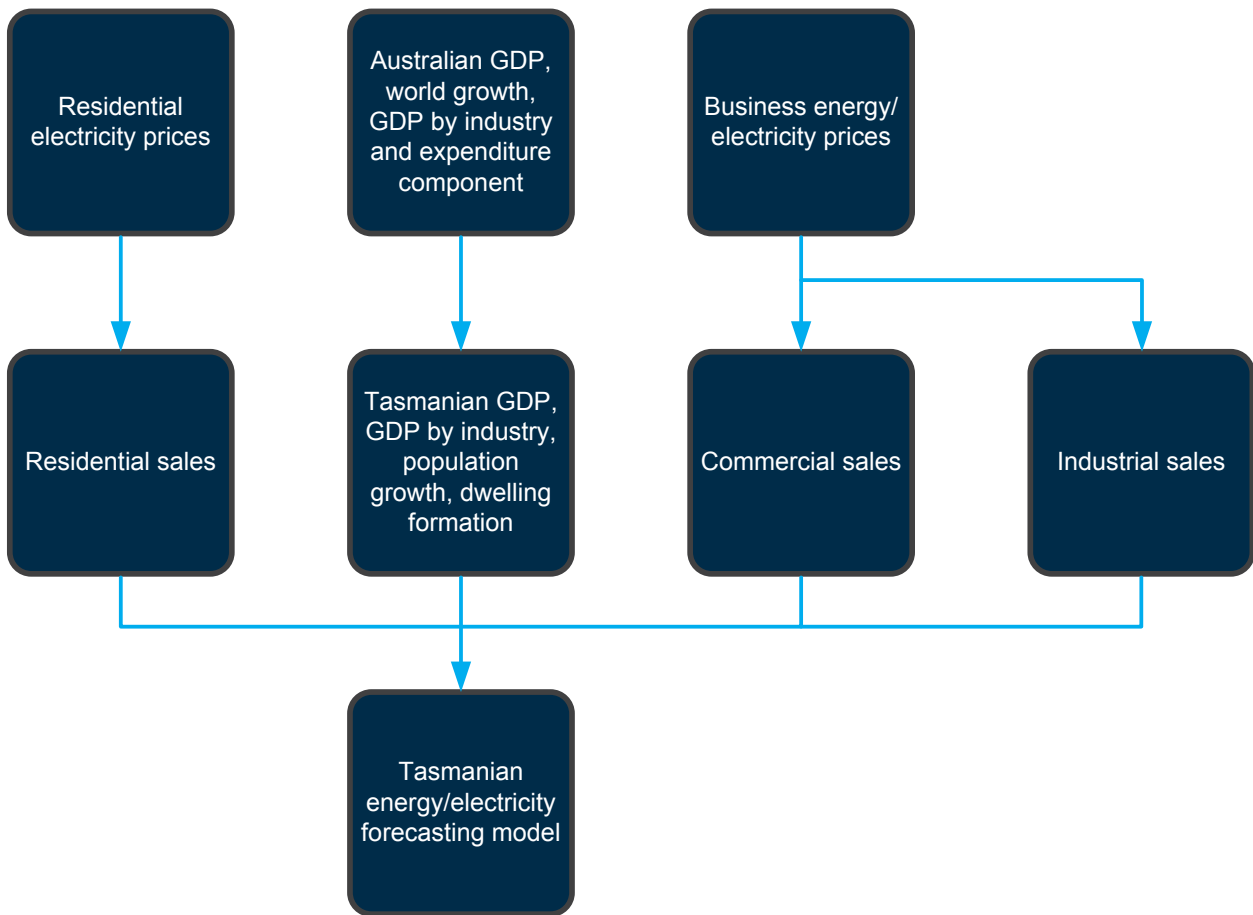 Residential
electricity prices
Australian GDP,
world growth,
GDP by industry
and expenditure
component
Business energy/
electricity prices
Residential sales
Tasmanian GDP,
GDP by industry,
population
growth, dwelling
formation
Commercial sales
Industrial sales
Tasmanian
energy/electricity
forecasting model